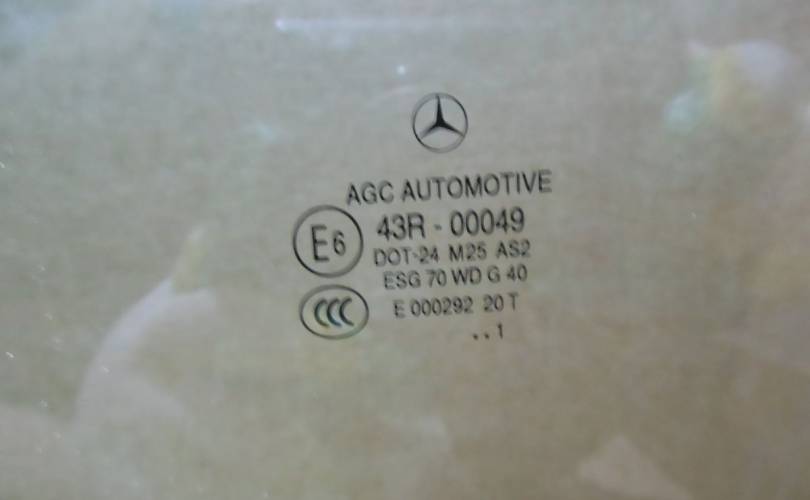 AGC AUTOMOTIVE
E6
43R - 00049
DOT-24 M25 AS2
ESG 70 WD G 40
CCC
E 000292 20 T
..1